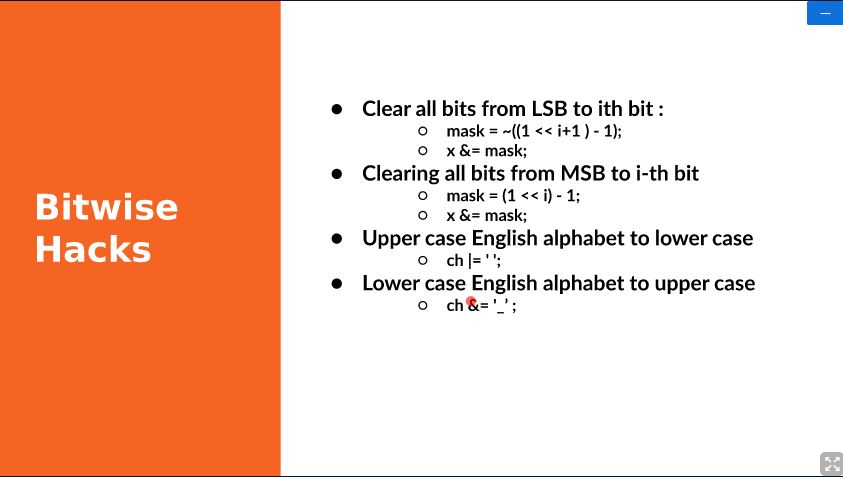 Bitwise
Hacks
● Clear all bits from LSB to ith bit :
○ mask = ~((1 << i+1 ) - 1);
○ x &= mask;
● Clearing all bits from MSB to i-th bit
○ mask = (1 << i) - 1;
○ x &= mask;
● Upper case English alphabet to lower case
○ ch |= ' ';
● Lower case English alphabet to upper case
○ ch &= '_’ ;